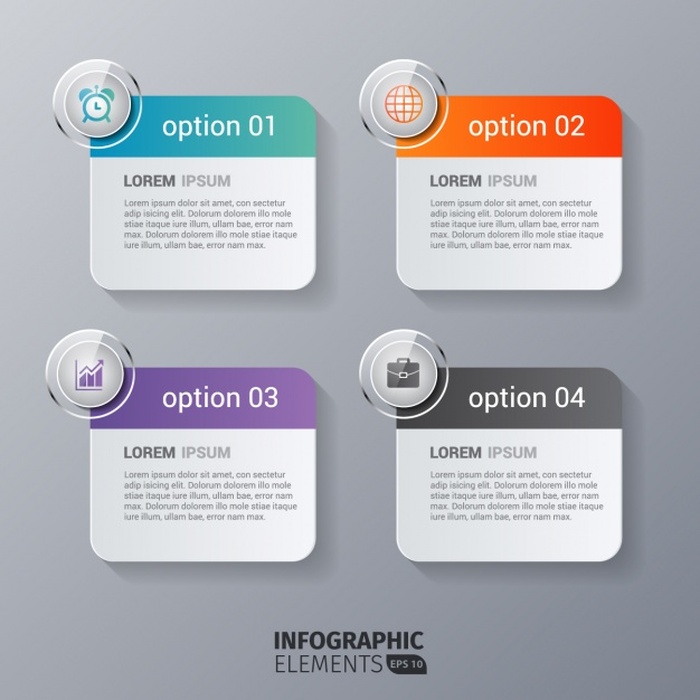 option 01
LOREM IPSUM
Lorem ipsum dolor sit amet, con sectetur
adip isicing elit. Dolorum dolorem illo mole
stiae itaque iure illum, ullam bae, error nam
max. Dolorum dolorem illo mole stiae itaque
iure illum, ullam bae, error nam max.
option 02
LOREM IPSUM
Lorem ipsum dolor sit amet, con sectetur
adip isicing elit. Dolorum dolorem illo mole
stiae itaque iure illum, ullam bae, error nam
max. Dolorum dolorem illo mole stiae itaque
iure illum, ullam bae, error nam max.
option 03
LOREM IPSUM
Lorem ipsum dolor sit amet, con sectetur
adip isicing elit. Dolorum dolorem illo mole
stiae itaque iure illum, ullam bae, error nam
max. Dolorum dolorem illo mole stiae itaque
iure illum, ullam bae, error nam max.
option 04
LOREM IPSUM
Lorem ipsum dolor sit amet, con sectetur
adip isicing elit. Dolorum dolorem illo mole
stiae itaque iure illum, ullam bae, error nam
max. Dolorum dolorem illo mole stiae itaque
iure illum, ullam bae, error nam max.
INFOGRAPHIC
ELEMENTS EPS 10